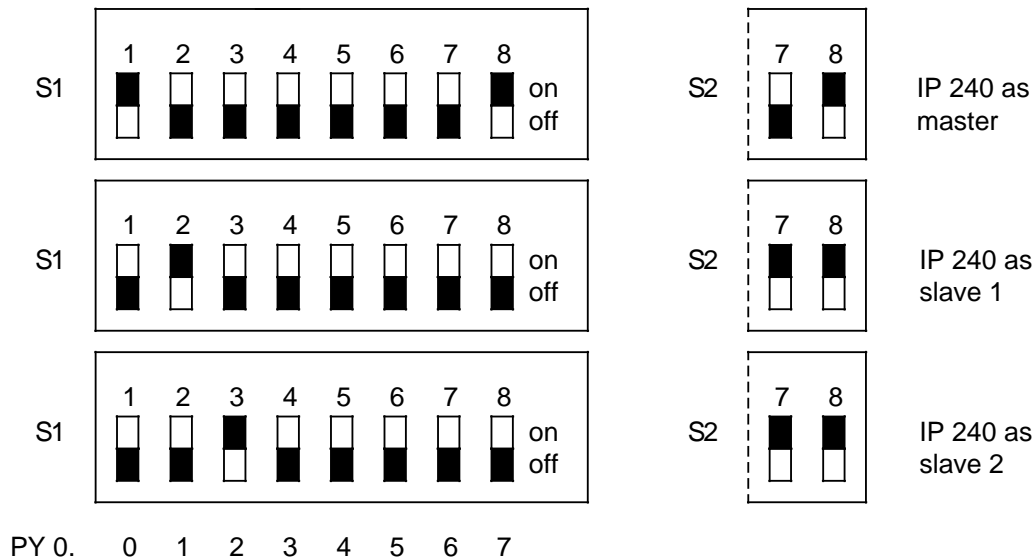 1 2 3 4 5 6 7 8 7 8
S1 on S2 IP 240 as
off master
1 2 3 4 5 6 7 8 7 8
S1 on S2 IP 240 as
off slave 1
1 2 3 4 5 6 7 8 7 8
S1 on S2 IP 240 as
off slave 2
PY 0. 0 1 2 3 4 5 6 7